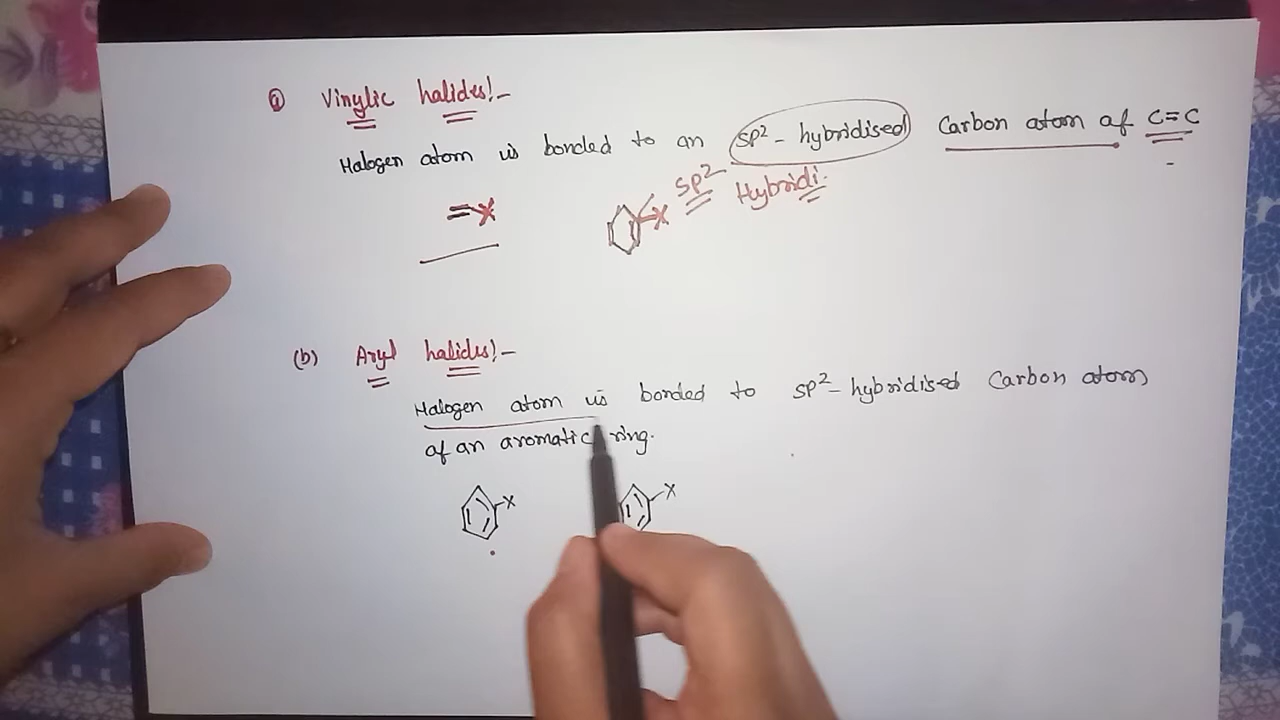 (a) Vinylic halides!-
Halogen atom is bonded to an sp²- hybridised Carbon atom of C=C
=X
X sp² Hybridi.
(b) Aryl halides!-
Halogen atom is bonded to sp²-hybridised Carbon atom
of an aromatic ring.
X X